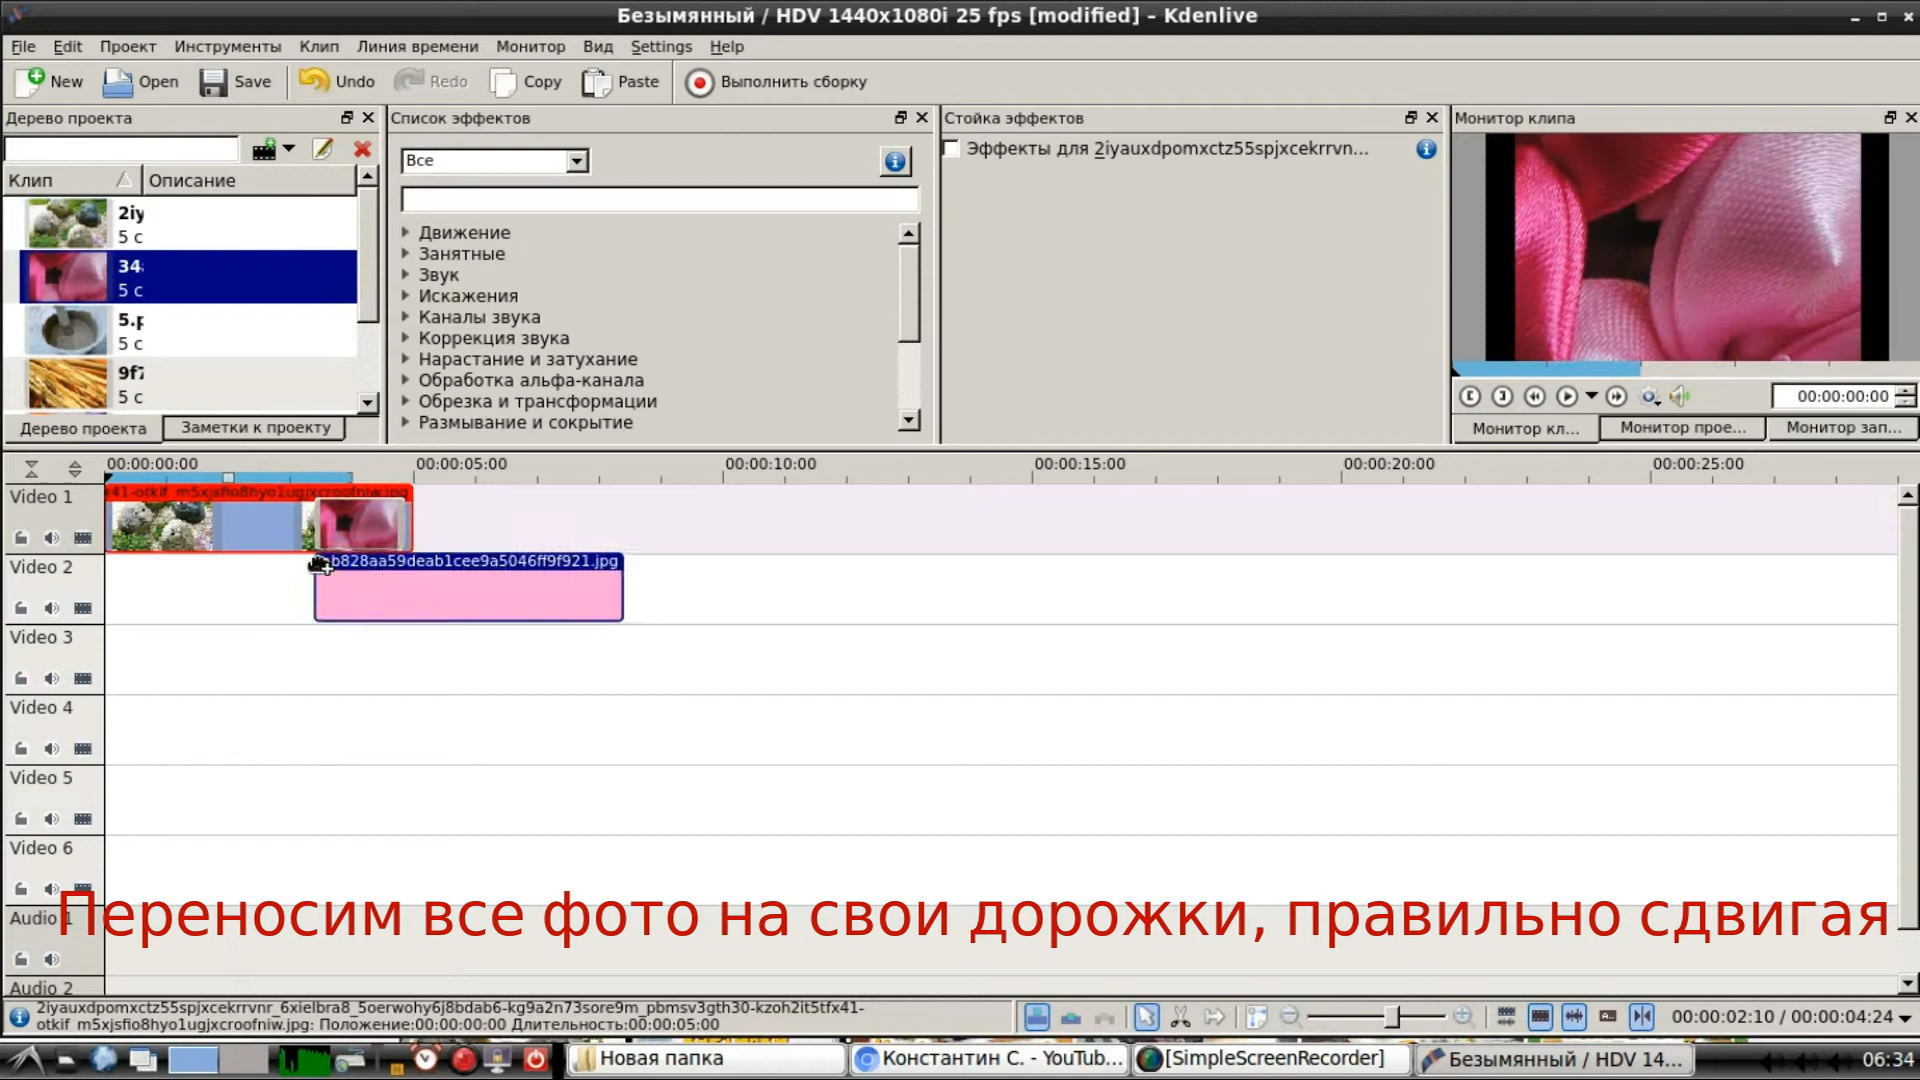 Безымянный / HDV 1440x1080i 25 fps [modified] – Kdenlive
File Edit Проект Инструменты Клип Линия времени Монитор Вид Settings Help
New Open Save Undo Redo Copy Paste Выполнить сборку
Дерево проекта
Клип Описание
2iy
5 с
34
5 с
5.p
5 с
9f7
5 с
Дерево проекта Заметки к проекту
Список эффектов
Все
Движение
Занятные
Звук
Искажения
Каналы звука
Коррекция звука
Нарастание и затухание
Обработка альфа-канала
Обрезка и трансформации
Размывание и сокрытие
Стойка эффектов
Эффекты для 2iyauxdpomxctz55spjxcekrrvn...
Монитор клипа
00:00:00:00
Монитор кл... Монитор прое... Монитор зап...
00:00:00:00 00:00:05:00 00:00:10:00 00:00:15:00 00:00:20:00 00:00:25:00
Video 1
x41-otkif_m5xjsfio8hyo1ugjxcroofniw.jpg
Video 2
b828aa59deab1cee9a5046ff9f921.jpg
Video 3
Video 4
Video 5
Video 6
Audio 1
Переносим все фото на свои дорожки, правильно сдвигая
Audio 2
2iyauxdpomxctz55spjxcekrrvnr_6xielbra8_5oerwohy6j8bdab6-kg9a2n73sore9m_pbmsv3gth30-kzoh2it5tfx41-
otkif_m5xjsfio8hyo1ugjxcroofniw.jpg: Положение:00:00:00:00 Длительность:00:00:05:00
00:00:02:10 / 00:00:04:24
Новая папка Константин С. - YouTub... [SimpleScreenRecorder] Безымянный / HDV 14... 06:34